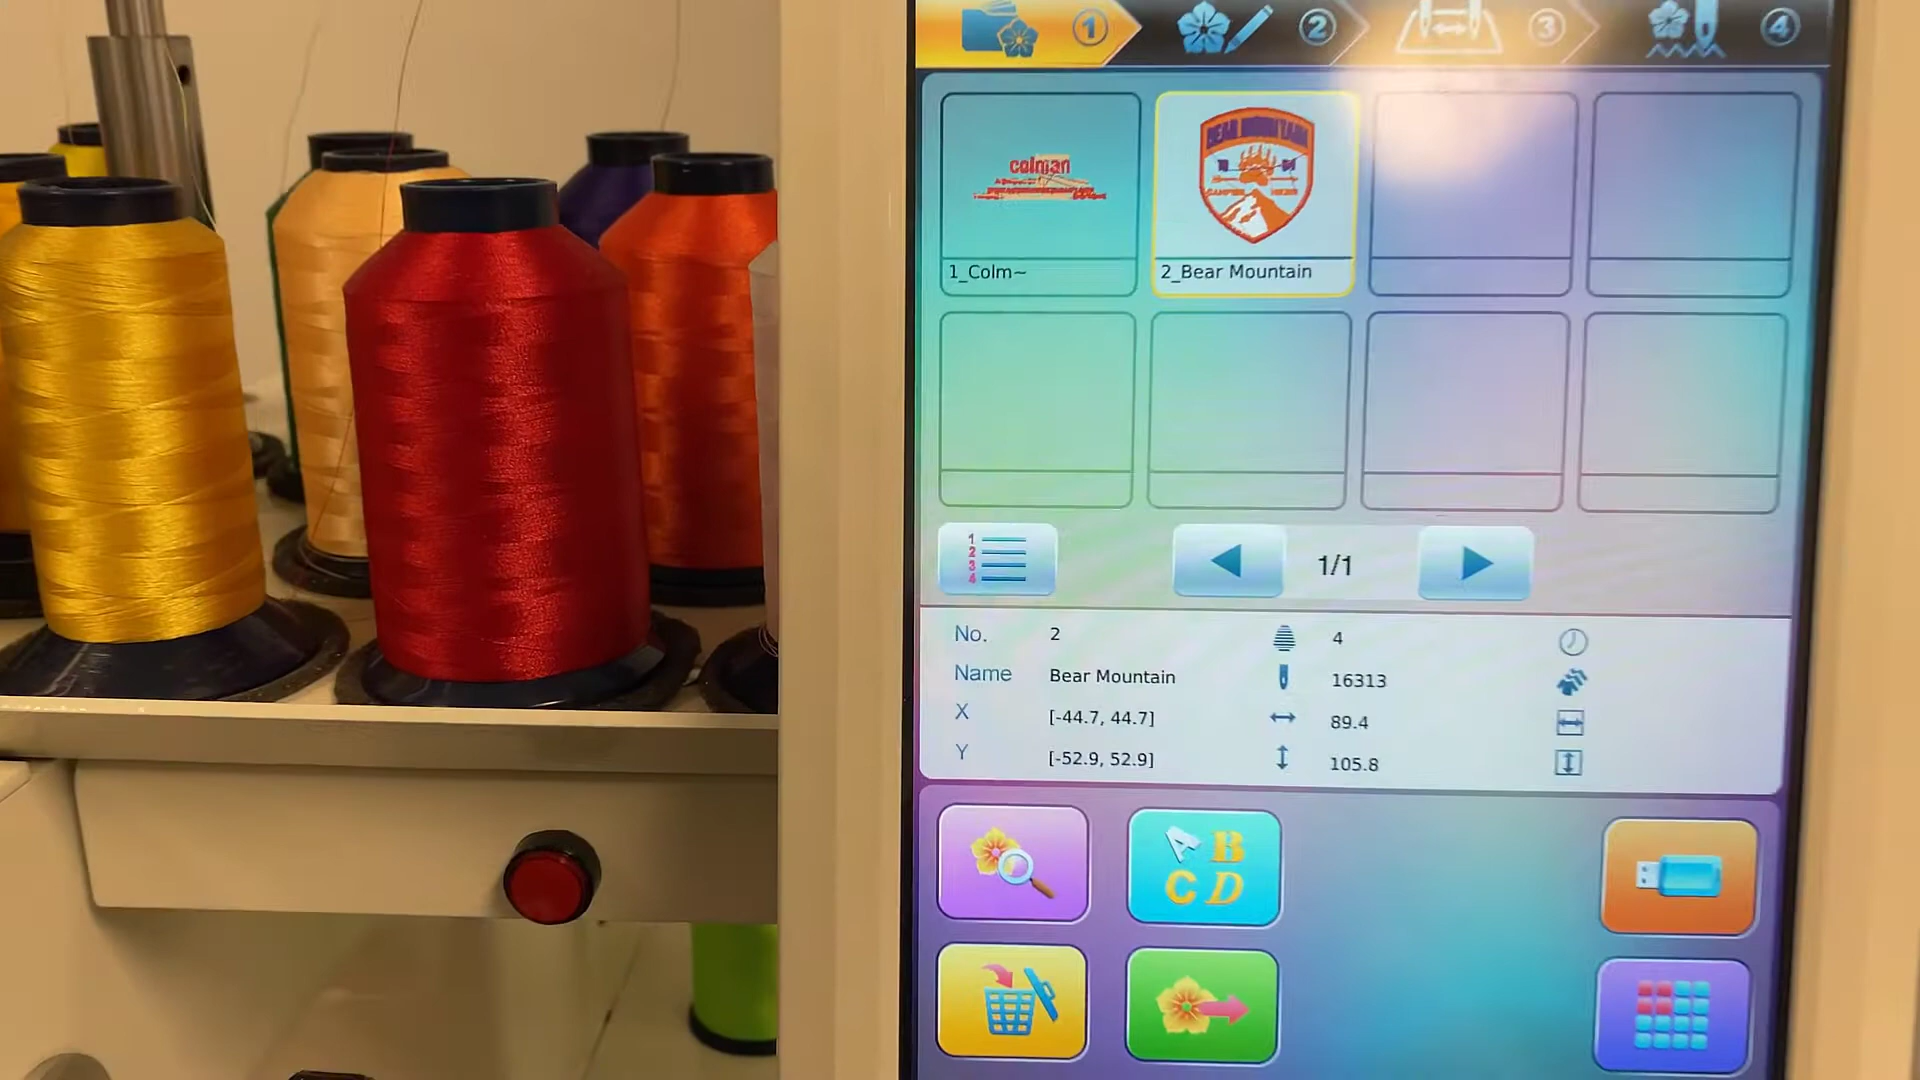 1
2
3
4
colman
BEAR MOUNTAIN
1_Colm~
2_Bear Mountain
1
2
3
4
1/1
No. 2 4
Name Bear Mountain 16313
X [-44.7, 44.7] 89.4
Y [-52.9, 52.9] 105.8
A B
C D